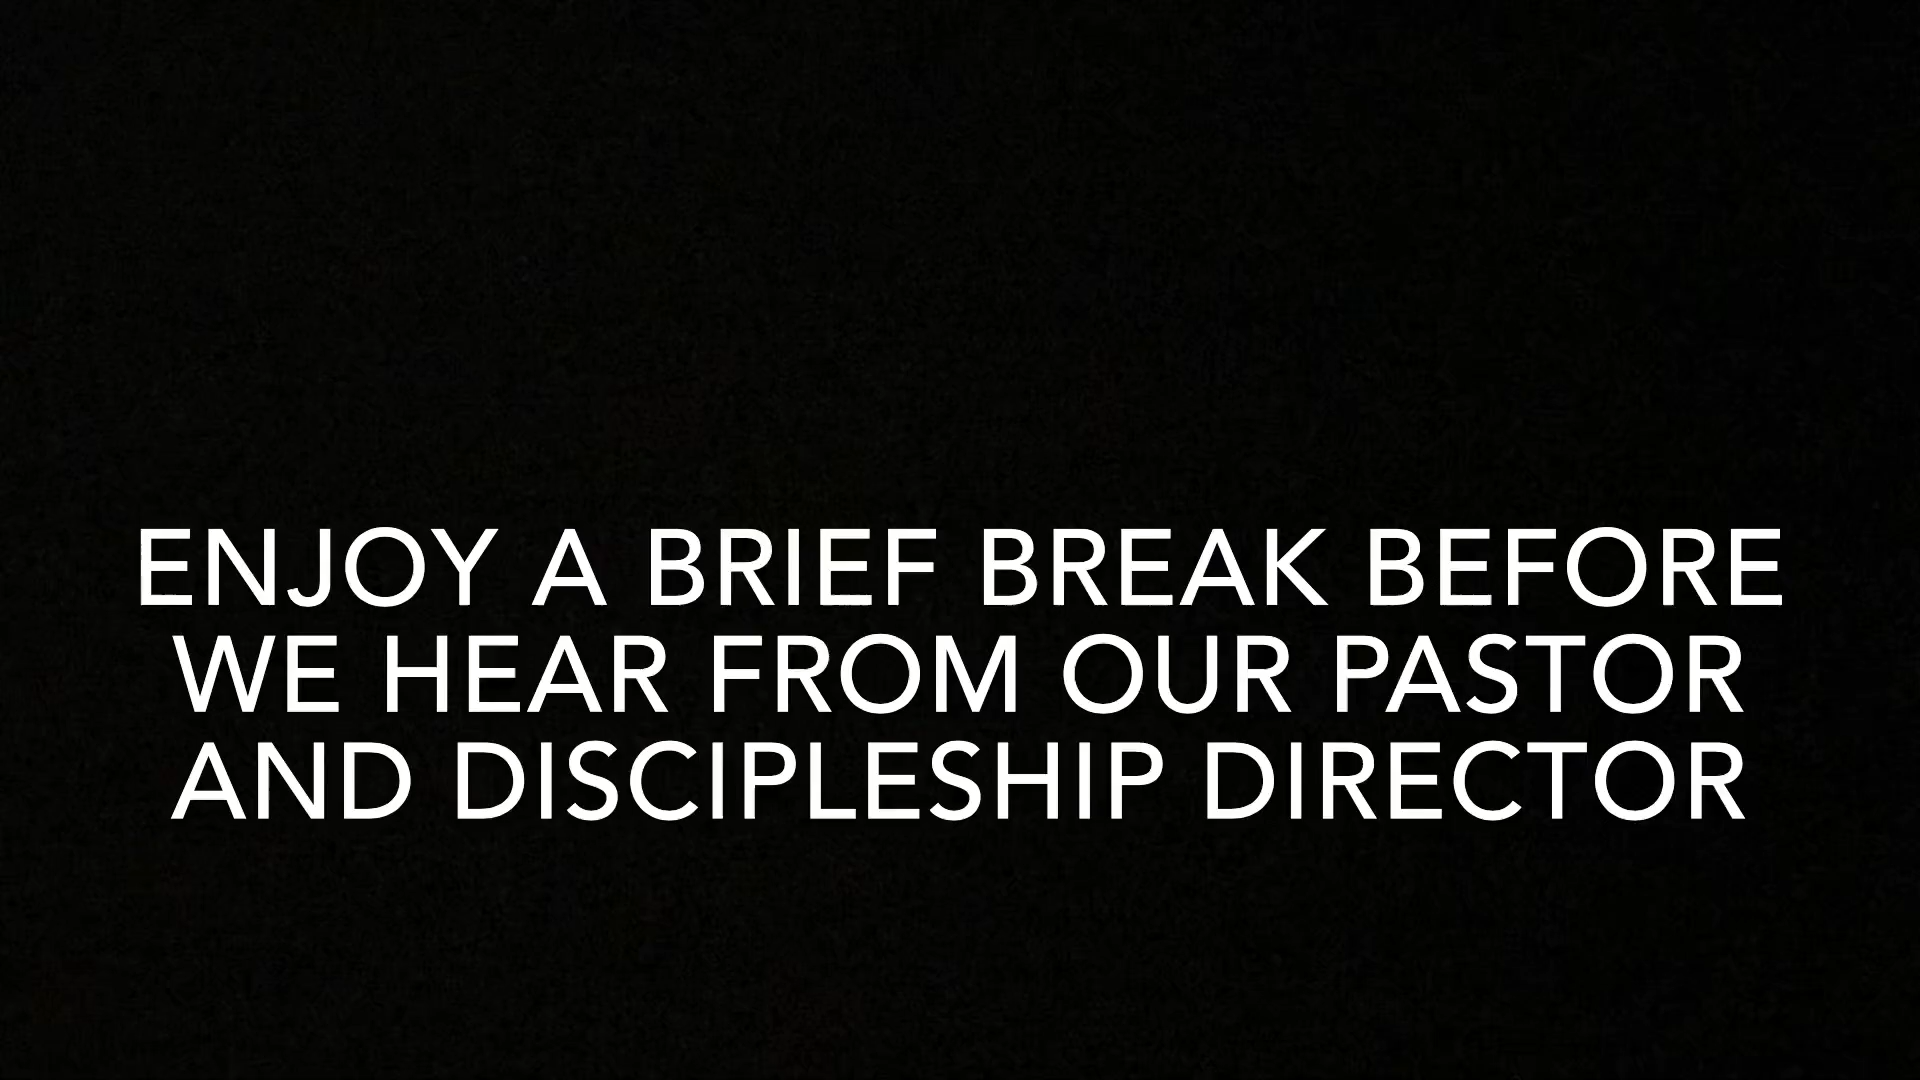 ENJOY A BRIEF BREAK BEFORE
WE HEAR FROM OUR PASTOR
AND DISCIPLESHIP DIRECTOR